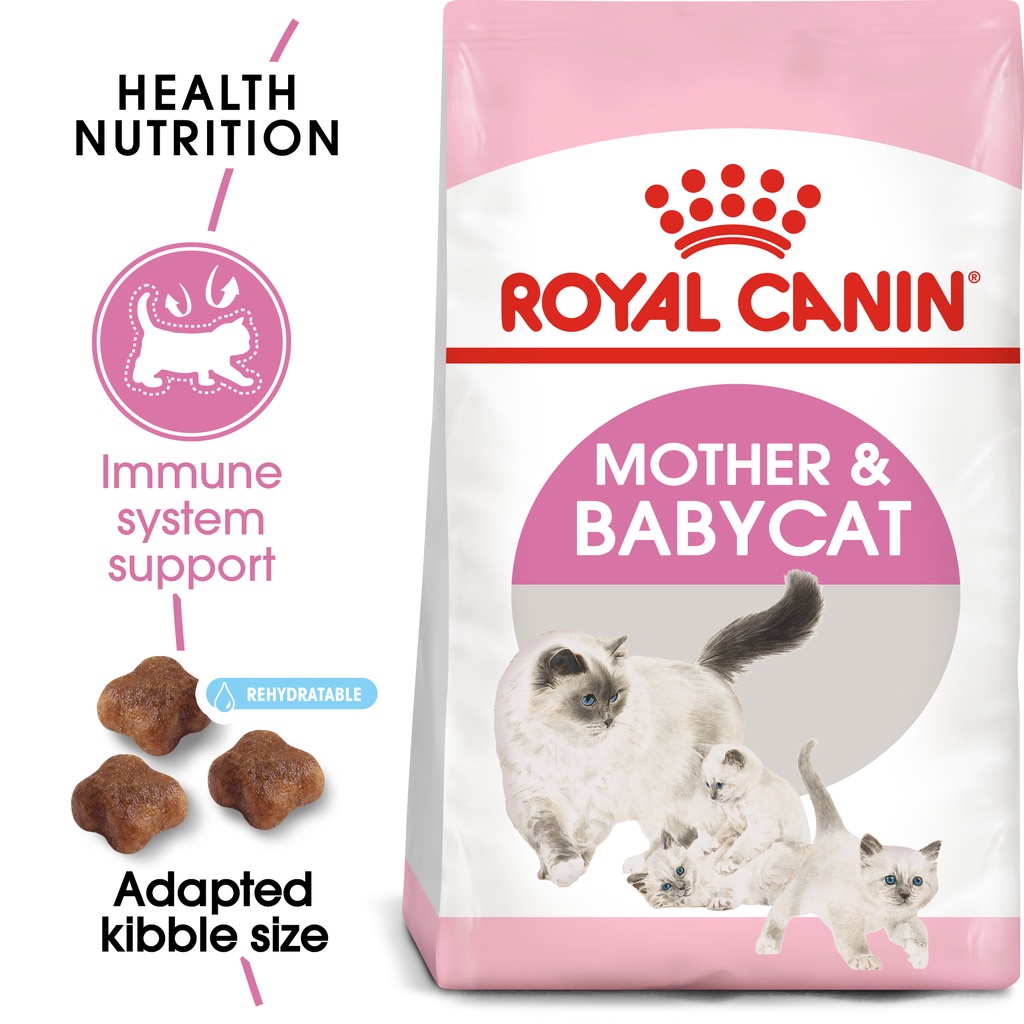 HEALTH
NUTRITION
Immune
system
support
REHYDRATABLE
Adapted
kibble size
ROYAL CANIN®
MOTHER &
BABYCAT